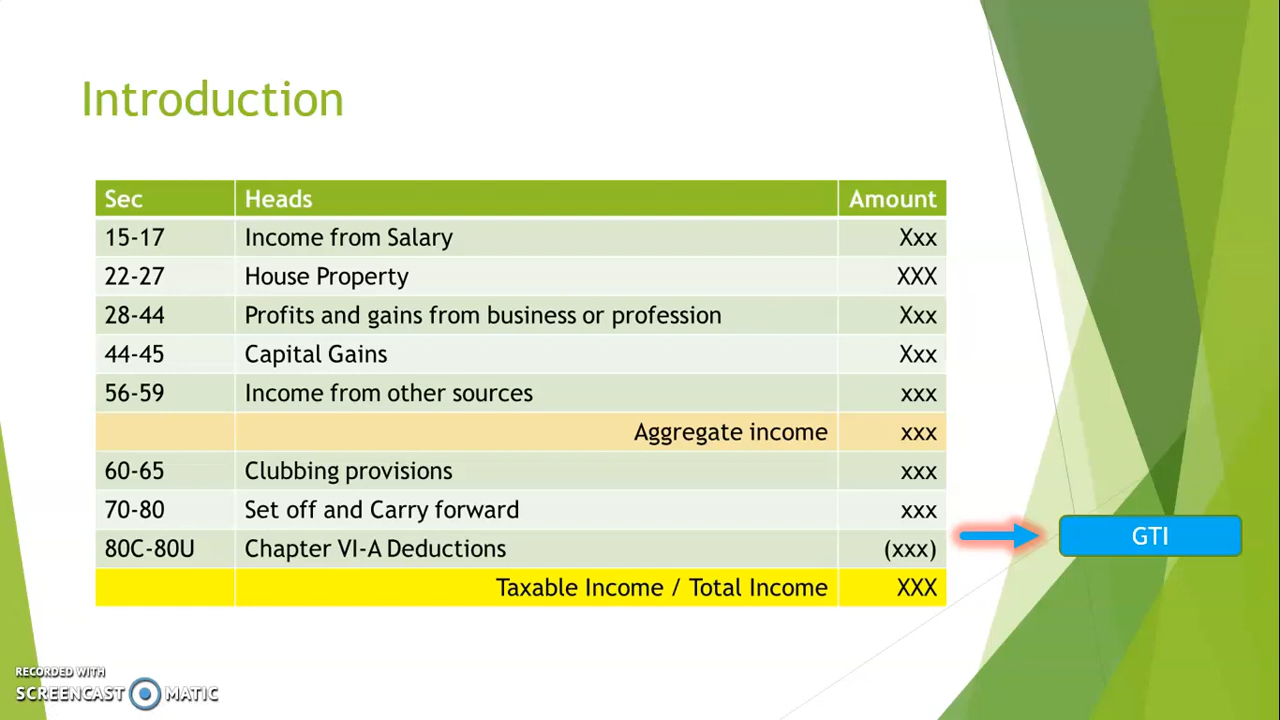 Introduction
Sec Heads Amount
15-17 Income from Salary Xxx
22-27 House Property XXX
28-44 Profits and gains from business or profession Xxx
44-45 Capital Gains Xxx
56-59 Income from other sources xxx
Aggregate income xxx
60-65 Clubbing provisions xxx
70-80 Set off and Carry forward xxx
80C-80U Chapter VI-A Deductions (xxx)
GTI
Taxable Income / Total Income XXX
RECORDED WITH
SCREENCAST MATIC